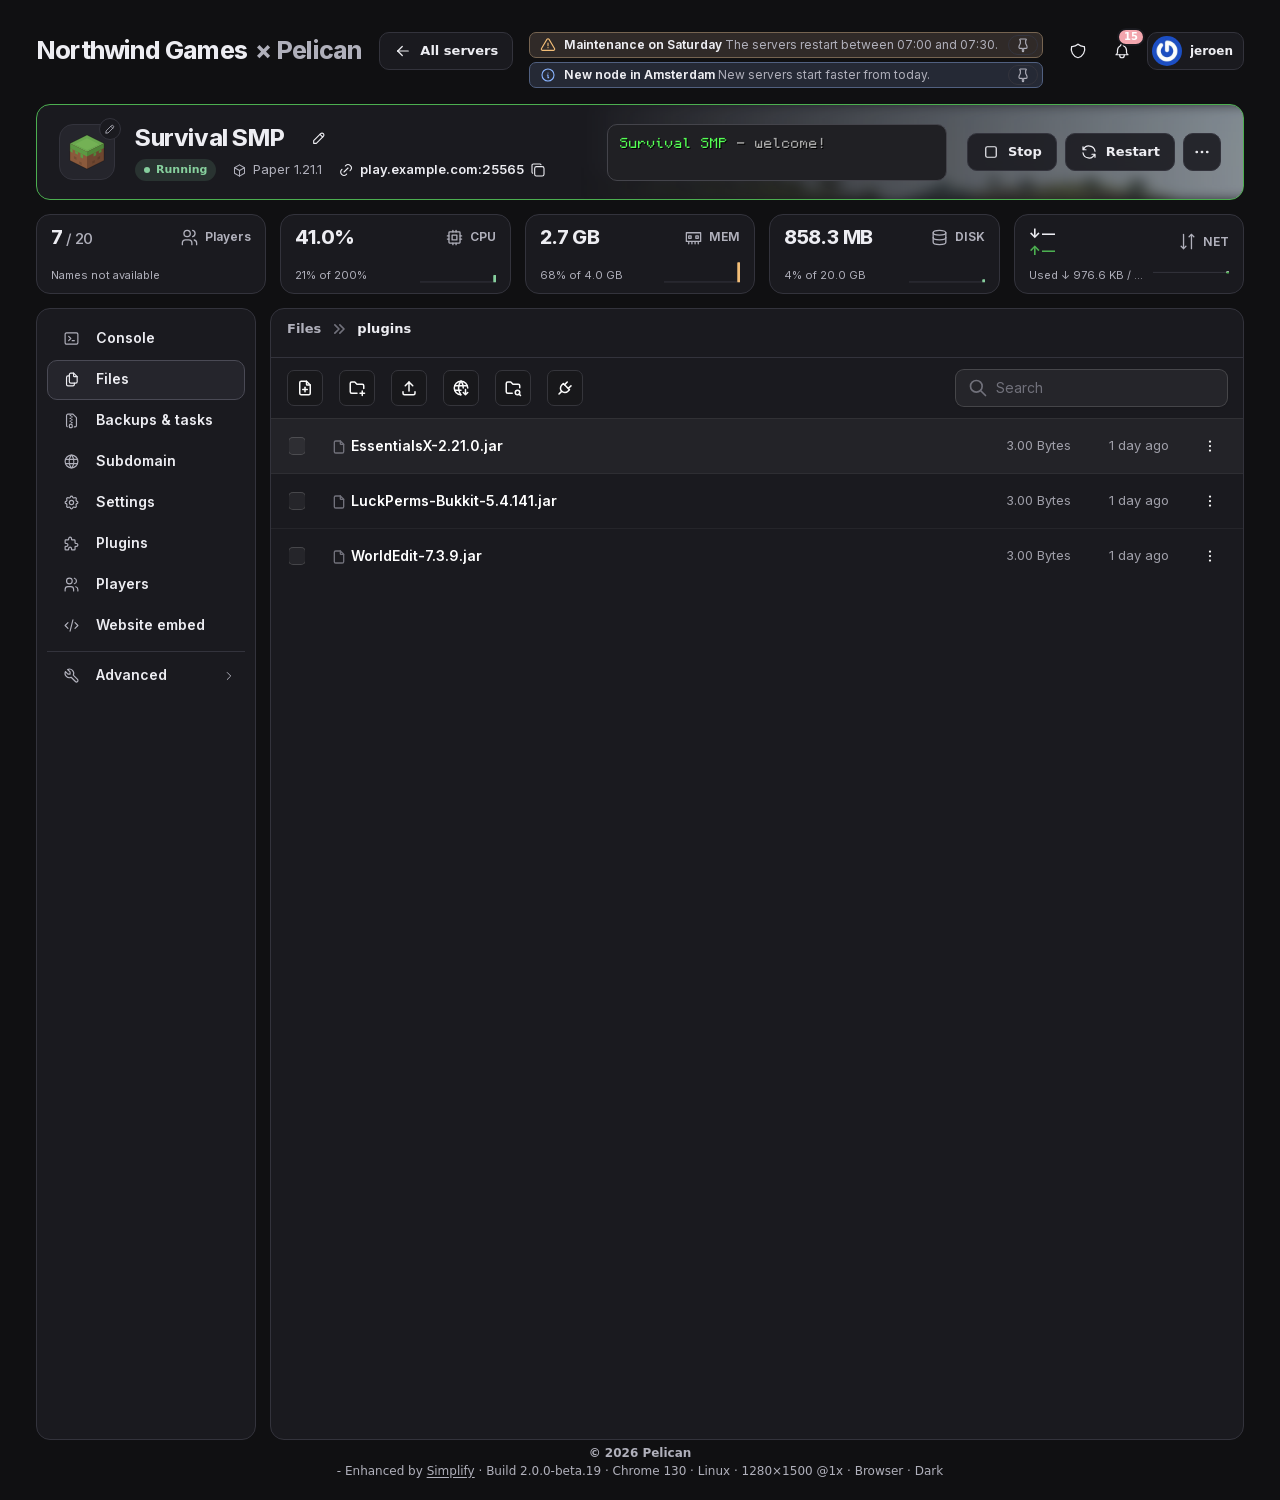 Northwind Games × Pelican
All servers
Maintenance on Saturday The servers restart between 07:00 and 07:30.
New node in Amsterdam New servers start faster from today.
15
jeroen
Survival SMP
Running
Paper 1.21.1
play.example.com:25565
Survival SMP - welcome!
Stop
Restart
7 / 20
Players
Names not available
41.0%
CPU
21% of 200%
2.7 GB
MEM
68% of 4.0 GB
858.3 MB
DISK
4% of 20.0 GB
↓—
↑—
NET
Used ↓ 976.6 KB / ...
Console
Files
Backups & tasks
Subdomain
Settings
Plugins
Players
Website embed
Advanced
Files » plugins
Search
EssentialsX-2.21.0.jar 3.00 Bytes 1 day ago
LuckPerms-Bukkit-5.4.141.jar 3.00 Bytes 1 day ago
WorldEdit-7.3.9.jar 3.00 Bytes 1 day ago
© 2026 Pelican
- Enhanced by Simplify · Build 2.0.0-beta.19 · Chrome 130 · Linux · 1280×1500 @1x · Browser · Dark